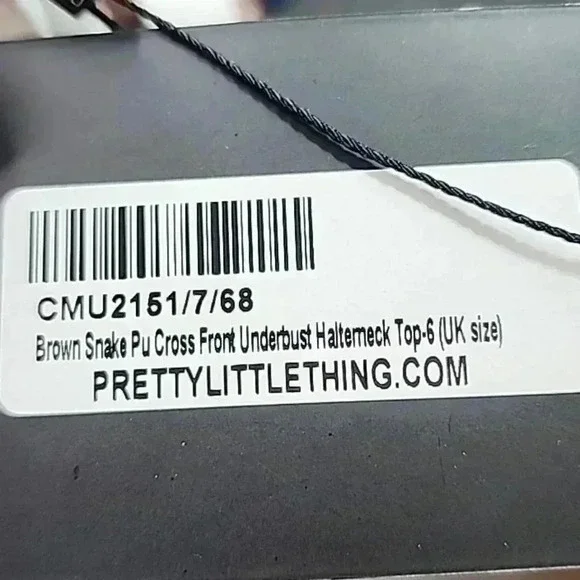 CMU2151/7/68
Brown Snake Pu Cross Front Underbust Halterneck Top-6 (UK size)
PRETTYLITTLETHING.COM